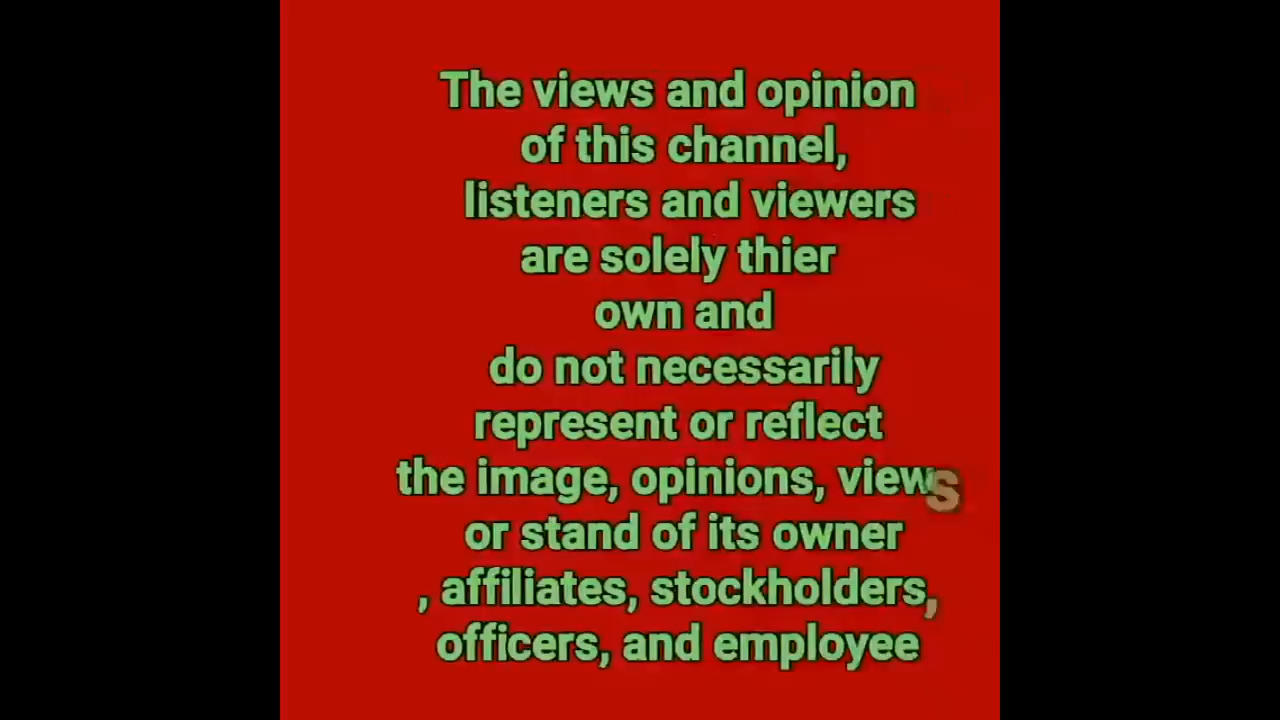 The views and opinion
of this channel,
listeners and viewers
are solely thier
own and
do not necessarily
represent or reflect
the image, opinions, views
or stand of its owner
, affiliates, stockholders,
officers, and employee